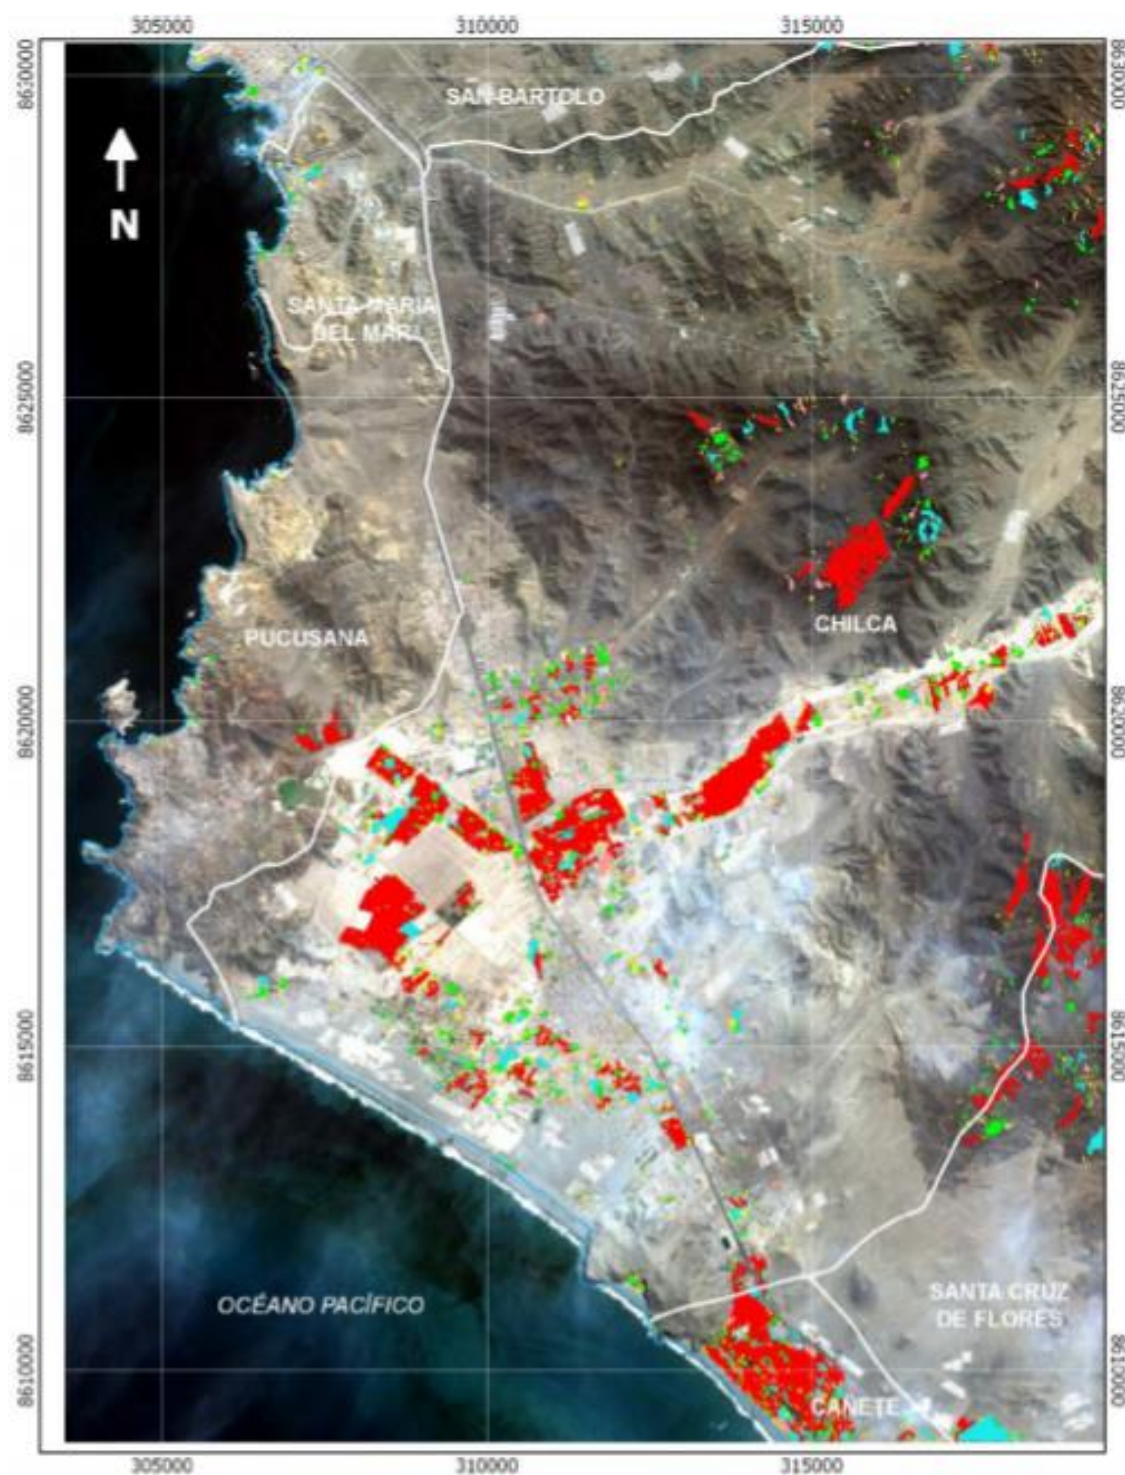 305000 310000 315000
8630000
8630000
SAN BARTOLO
N
SANTA MARIA
DEL MAR
8625000
8625000
PUCUSANA
CHILCA
8620000
8620000
8615000
8615000
SANTA CRUZ
DE FLORES
OCÉANO PACÍFICO
8610000
8610000
CAÑETE
305000 310000 315000